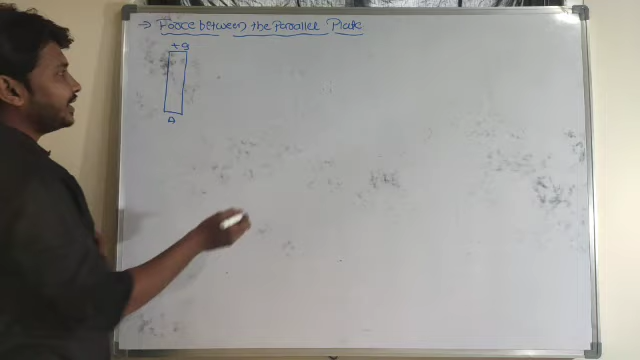 → Force between the Parallel Plate
+q
A